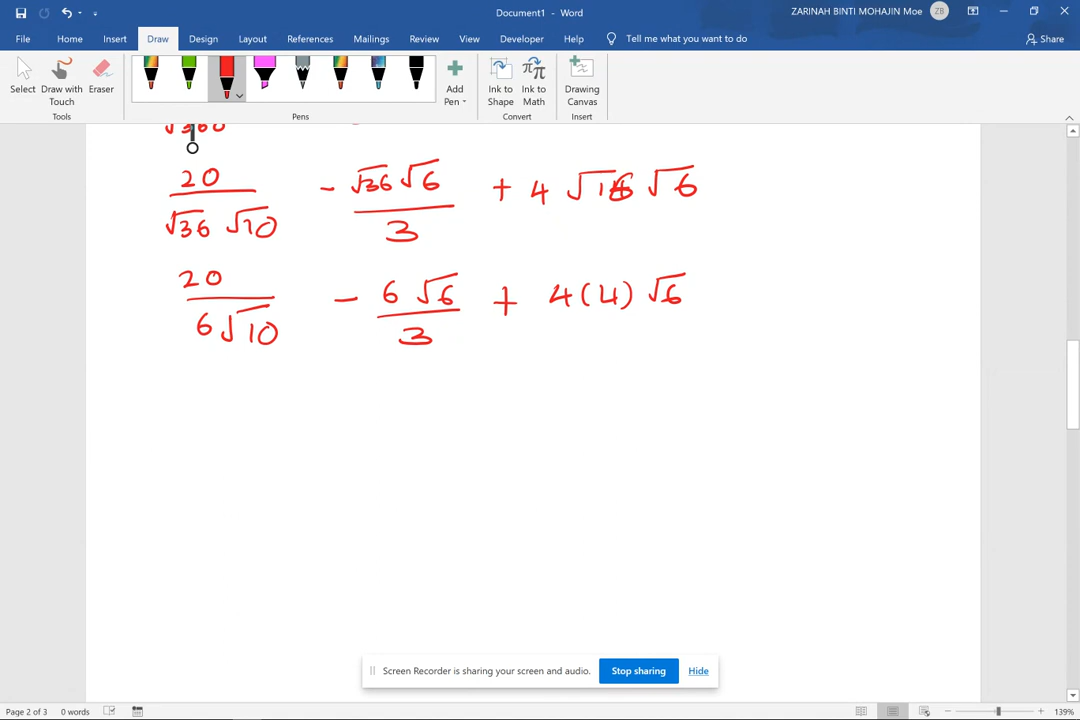 Document1 - Word
ZARINAH BINTI MOHAJIN Moe
ZB
File Home Insert Draw Design Layout References Mailings Review View Developer Help Tell me what you want to do Share
Select
Draw with Touch
Eraser
Add Pen
Ink to Shape
Ink to Math
Drawing Canvas
Tools Pens Convert Insert
√360
20/(√36 √10) - (√36 √6)/3 + 4 √16 √6
20/(6√10) - (6 √6)/3 + 4(4) √6
Screen Recorder is sharing your screen and audio. Stop sharing Hide
Page 2 of 3 0 words 139%